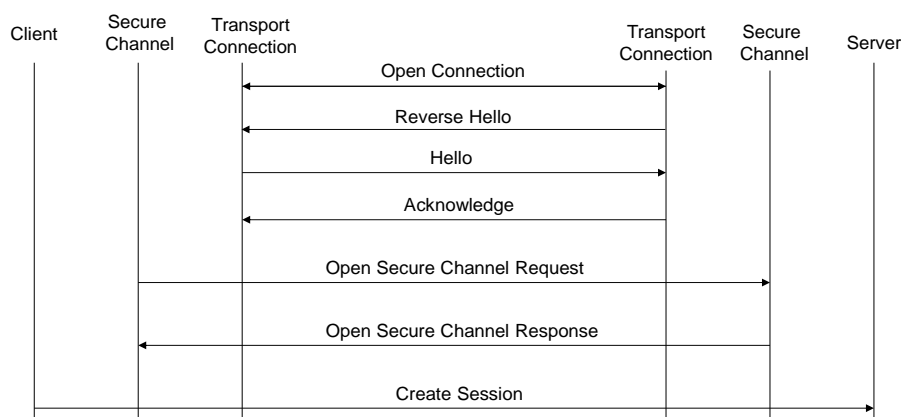 Client
Secure
Channel
Transport
Connection
Transport
Connection
Secure
Channel
Server
Open Connection
Reverse Hello
Hello
Acknowledge
Open Secure Channel Request
Open Secure Channel Response
Create Session